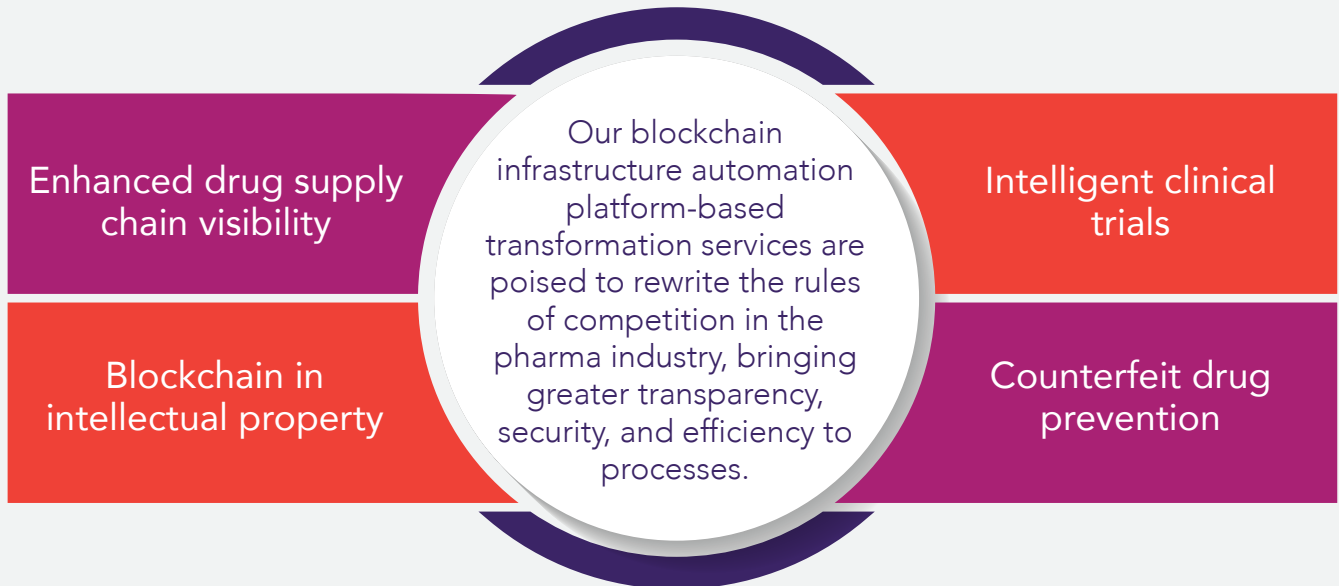 Enhanced drug supply
chain visibility
Blockchain in
intellectual property
Our blockchain
infrastructure automation
platform-based
transformation services are
poised to rewrite the rules
of competition in the
pharma industry, bringing
greater transparency,
security, and efficiency to
processes.
Intelligent clinical
trials
Counterfeit drug
prevention